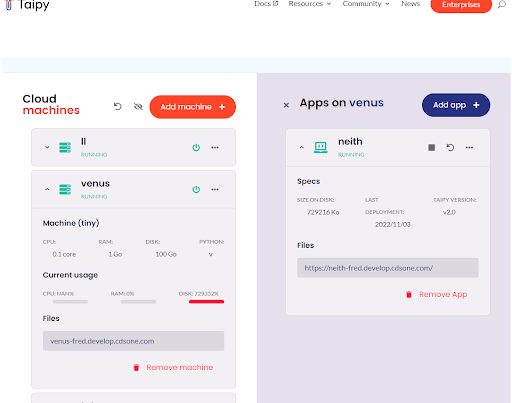 Taipy
Docs Resources Community News Enterprises
Cloud
machines
Add machine +
ll
RUNNING
venus
RUNNING
Machine (tiny)
CPU: RAM: DISK: PYTHON:
0.1 core 1 Go 100 Go v
Current usage
CPU: NAN% RAM: 0% DISK: 729352%
Files
venus-fred.develop.cdsone.com
Remove machine
Apps on venus
Add app +
neith
RUNNING
Specs
SIZE ON DISK: LAST TAIPY VERSION:
729216 Ko DEPLOYMENT: v2.0
2022/11/03
Files
https://neith-fred.develop.cdsone.com/
Remove App